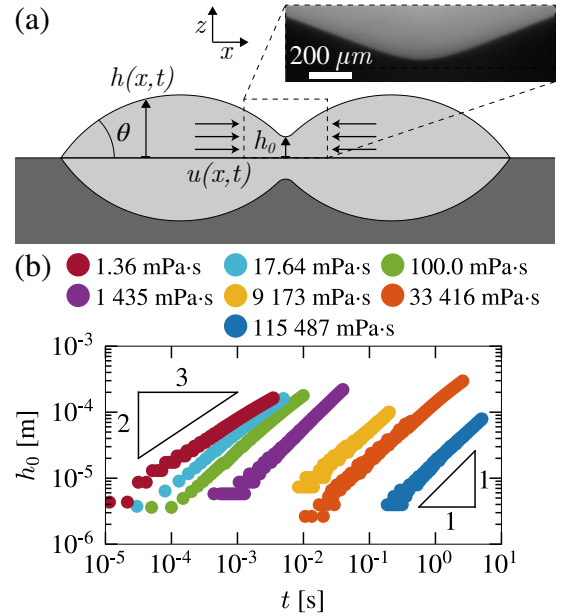 (a)
z
x
200 μm
h(x,t)
θ
h₀
u(x,t)
(b)
1.36 mPa·s
17.64 mPa·s
100.0 mPa·s
1 435 mPa·s
9 173 mPa·s
33 416 mPa·s
115 487 mPa·s
10⁻³
10⁻⁴
10⁻⁵
10⁻⁶
h₀ [m]
3
2
1
1
10⁻⁵
10⁻⁴
10⁻³
10⁻²
10⁻¹
10⁰
10¹
t [s]